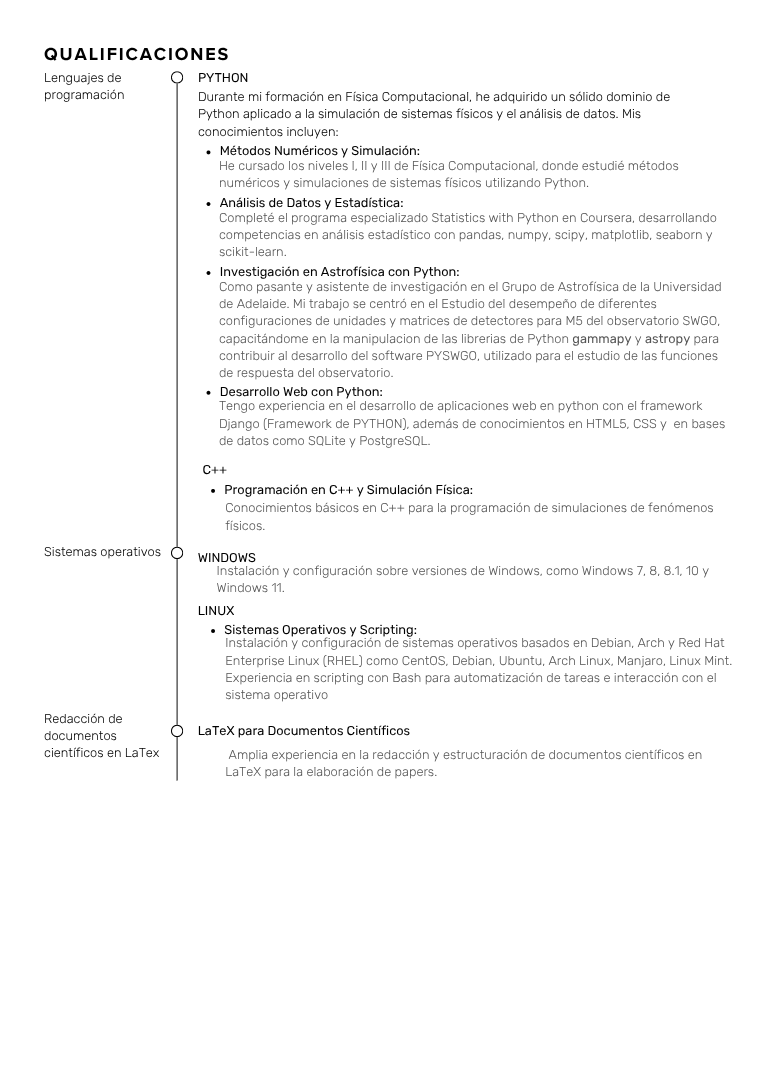 QUALIFICACIONES
Lenguajes de
programación
PYTHON
Durante mi formación en Física Computacional, he adquirido un sólido dominio de
Python aplicado a la simulación de sistemas físicos y el análisis de datos. Mis
conocimientos incluyen:
• Métodos Numéricos y Simulación:
He cursado los niveles I, II y III de Física Computacional, donde estudié métodos
numéricos y simulaciones de sistemas físicos utilizando Python.
• Análisis de Datos y Estadística:
Completé el programa especializado Statistics with Python en Coursera, desarrollando
competencias en análisis estadístico con pandas, numpy, scipy, matplotlib, seaborn y
scikit-learn.
• Investigación en Astrofísica con Python:
Como pasante y asistente de investigación en el Grupo de Astrofísica de la Universidad
de Adelaide. Mi trabajo se centró en el Estudio del desempeño de diferentes
configuraciones de unidades y matrices de detectores para M5 del observatorio SWGO,
capacitándome en la manipulacion de las librerias de Python gammapy y astropy para
contribuir al desarrollo del software PYSWGO, utilizado para el estudio de las funciones
de respuesta del observatorio.
• Desarrollo Web con Python:
Tengo experiencia en el desarrollo de aplicaciones web en python con el framework
Django (Framework de PYTHON), además de conocimientos en HTML5, CSS y  en bases
de datos como SQLite y PostgreSQL.
C++
• Programación en C++ y Simulación Física:
Conocimientos básicos en C++ para la programación de simulaciones de fenómenos
físicos.
Sistemas operativos
WINDOWS
Instalación y configuración sobre versiones de Windows, como Windows 7, 8, 8.1, 10 y
Windows 11.
LINUX
• Sistemas Operativos y Scripting:
Instalación y configuración de sistemas operativos basados en Debian, Arch y Red Hat
Enterprise Linux (RHEL) como CentOS, Debian, Ubuntu, Arch Linux, Manjaro, Linux Mint.
Experiencia en scripting con Bash para automatización de tareas e interacción con el
sistema operativo
Redacción de
documentos
científicos en LaTex
LaTeX para Documentos Científicos
Amplia experiencia en la redacción y estructuración de documentos científicos en
LaTeX para la elaboración de papers.